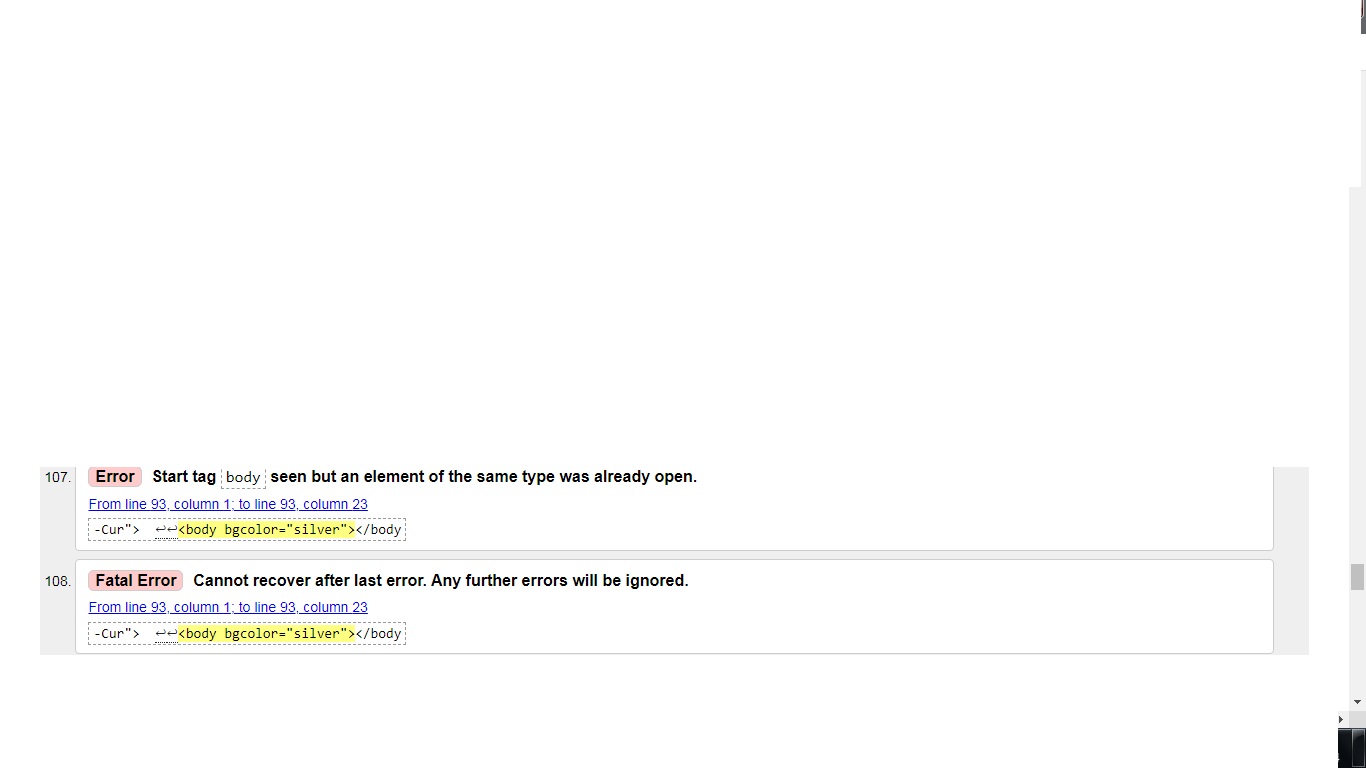 107. Error Start tag body seen but an element of the same type was already open.
From line 93, column 1; to line 93, column 23
-Cur">  ↩↩<body bgcolor="silver"></body
108. Fatal Error Cannot recover after last error. Any further errors will be ignored.
From line 93, column 1; to line 93, column 23
-Cur">  ↩↩<body bgcolor="silver"></body